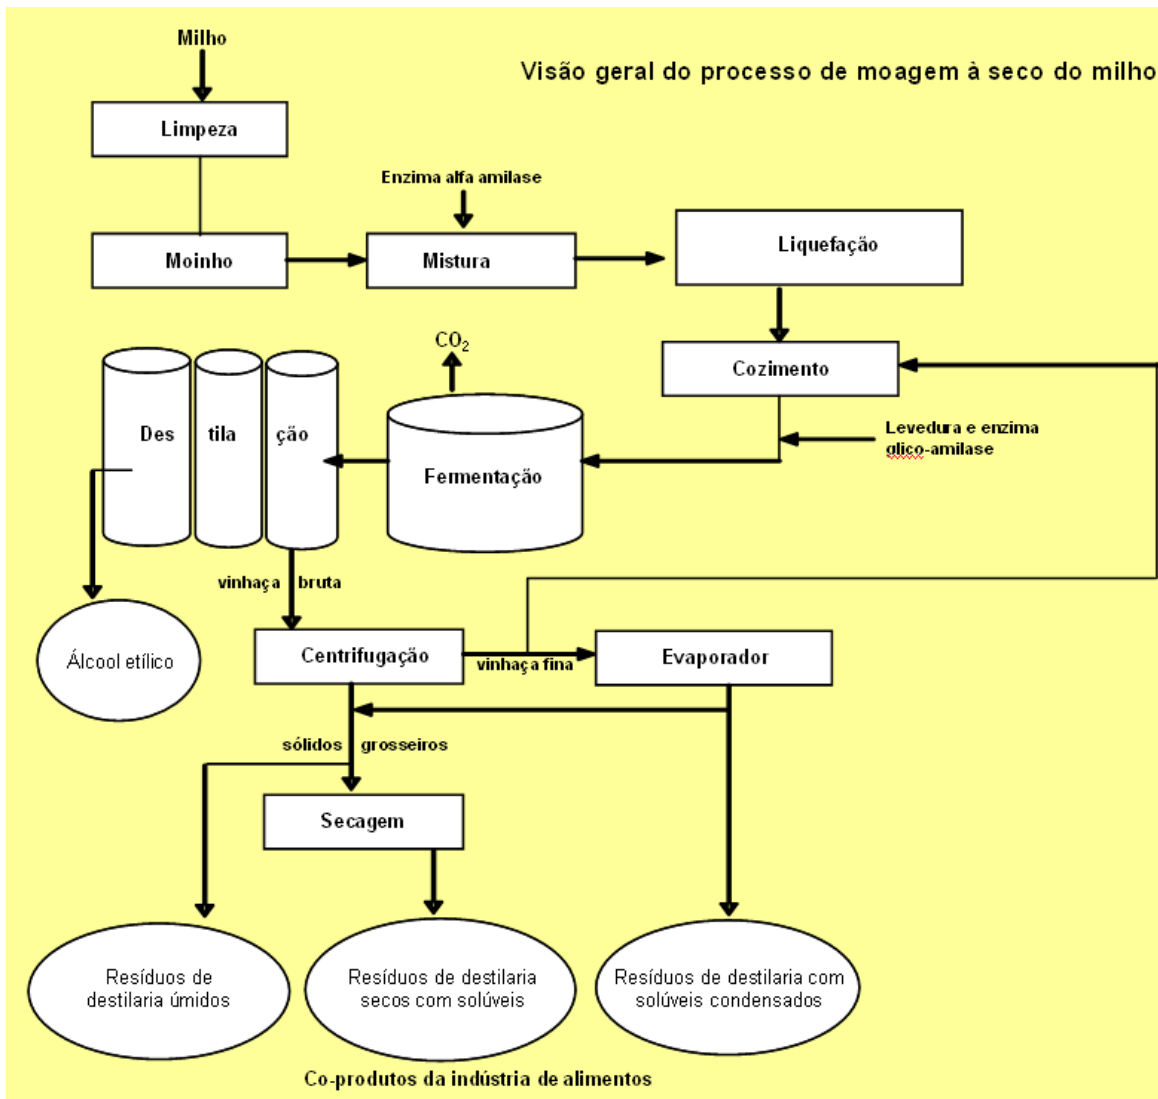 Milho
Visão geral do processo de moagem à seco do milho
Limpeza
Enzima alfa amilase
Moinho
Mistura
Liquefação
CO₂
Cozimento
Des tila ção
Levedura e enzima
glico-amilase
Fermentação
vinhaça bruta
Álcool etílico
Centrifugação
vinhaça fina
Evaporador
sólidos grosseiros
Secagem
Resíduos de
destilaria úmidos
Resíduos de destilaria
secos com solúveis
Resíduos de destilaria com
solúveis condensados
Co-produtos da indústria de alimentos